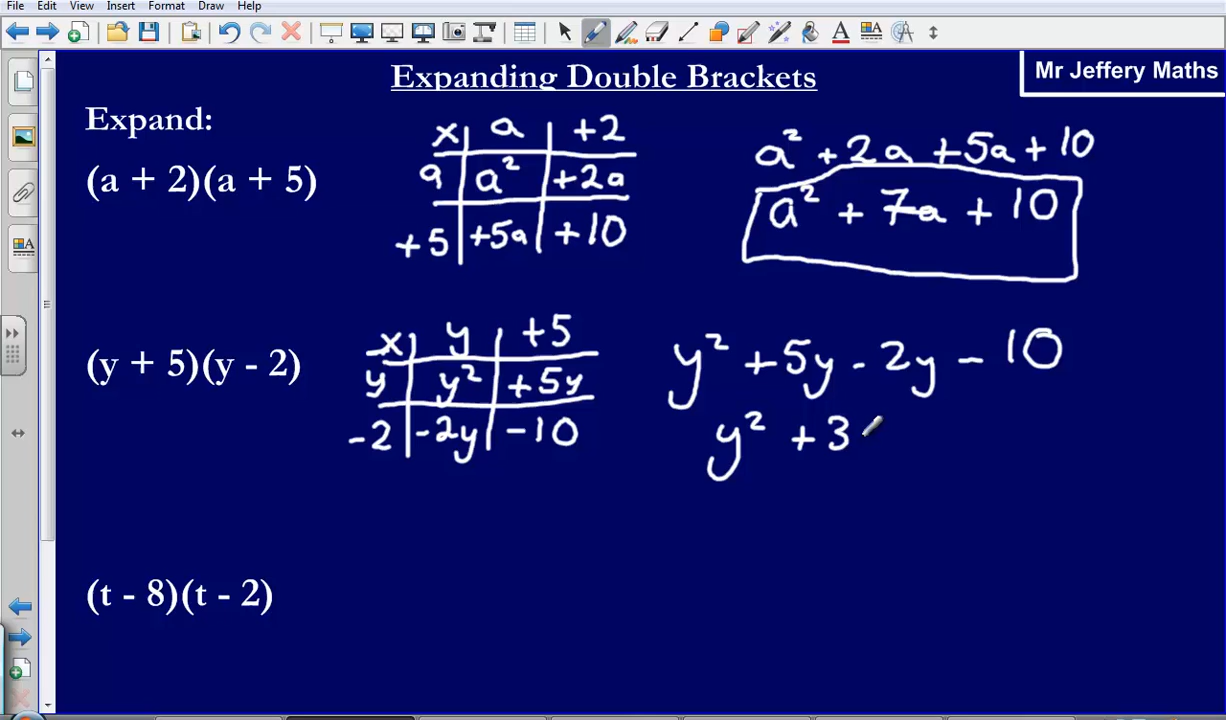 File Edit View Insert Format Draw Help
Expanding Double Brackets
Mr Jeffery Maths
Expand:
(a + 2)(a + 5)
x a +2
a a² +2a
+5 +5a +10
a² + 2a + 5a + 10
a² + 7a + 10
(y + 5)(y - 2)
x y +5
y y² +5y
-2 -2y -10
y² + 5y - 2y - 10
y² + 3
(t - 8)(t - 2)